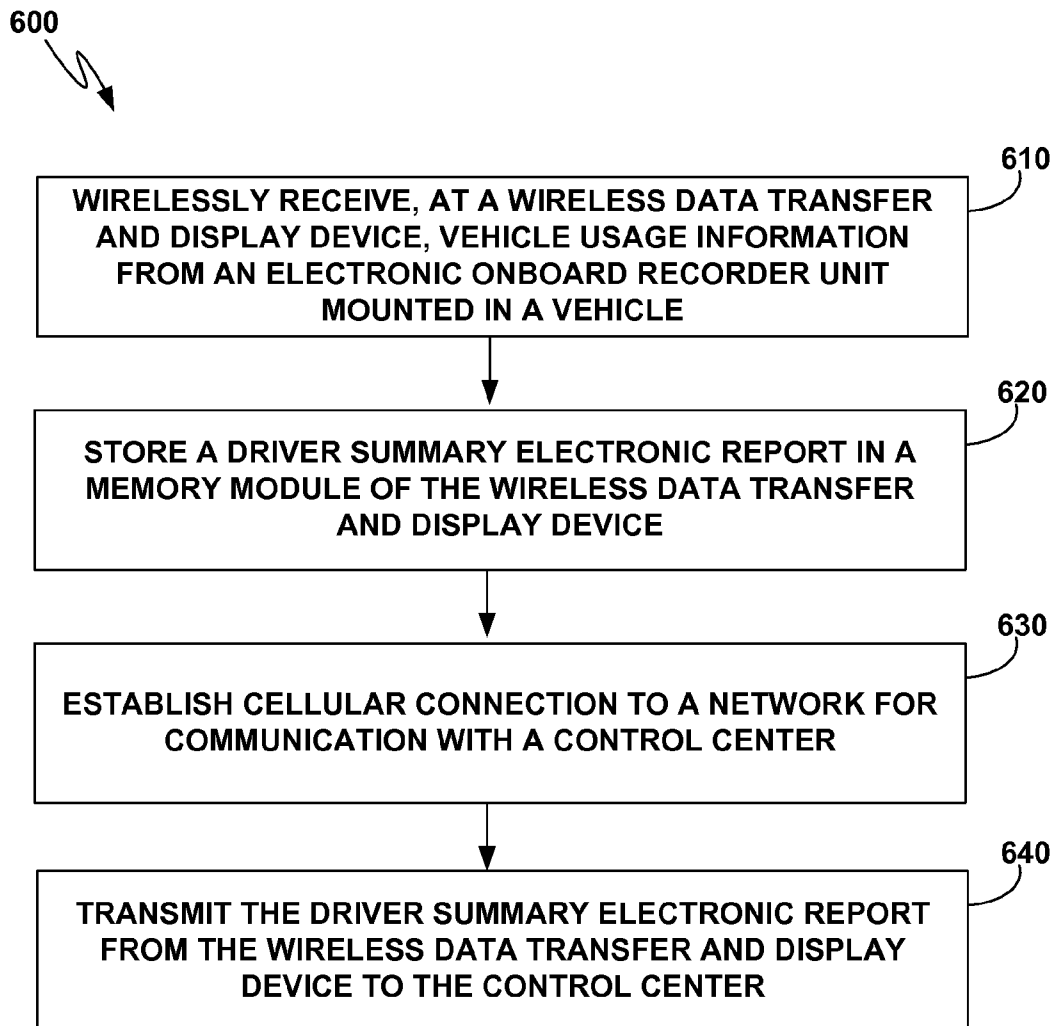 600
610
WIRELESSLY RECEIVE, AT A WIRELESS DATA TRANSFER
AND DISPLAY DEVICE, VEHICLE USAGE INFORMATION
FROM AN ELECTRONIC ONBOARD RECORDER UNIT
MOUNTED IN A VEHICLE
620
STORE A DRIVER SUMMARY ELECTRONIC REPORT IN A
MEMORY MODULE OF THE WIRELESS DATA TRANSFER
AND DISPLAY DEVICE
630
ESTABLISH CELLULAR CONNECTION TO A NETWORK FOR
COMMUNICATION WITH A CONTROL CENTER
640
TRANSMIT THE DRIVER SUMMARY ELECTRONIC REPORT
FROM THE WIRELESS DATA TRANSFER AND DISPLAY
DEVICE TO THE CONTROL CENTER